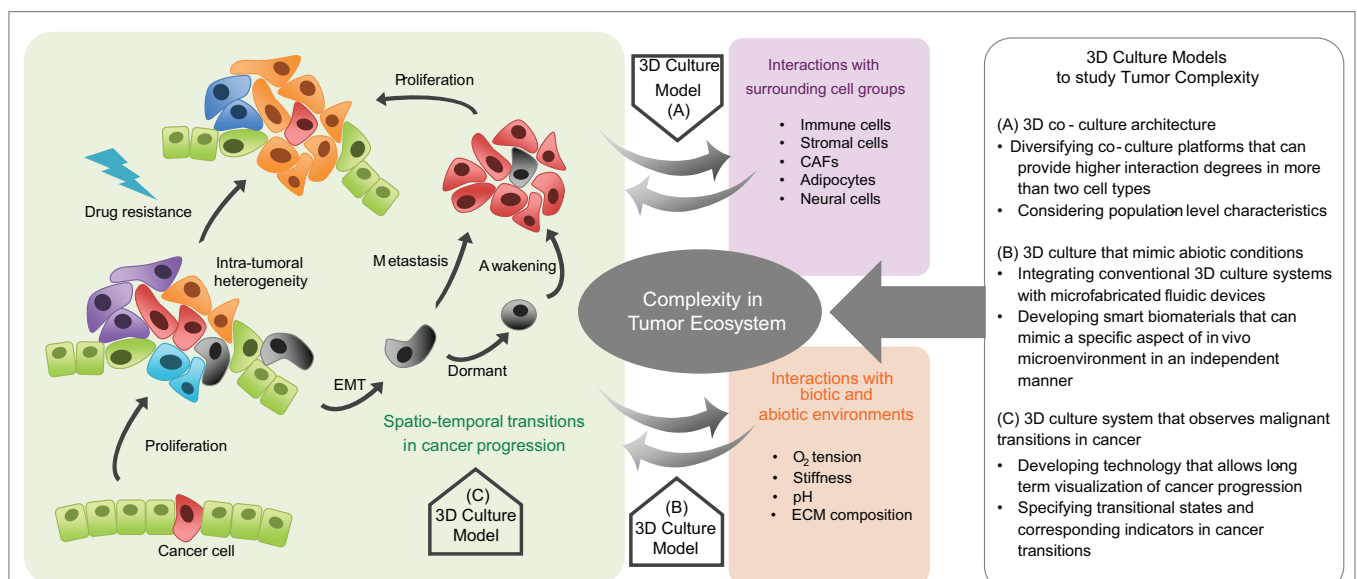 Proliferation
Drug resistance
Intra-tumoral
heterogeneity
Metastasis
Awakening
EMT
Dormant
Proliferation
Spatio-temporal transitions
in cancer progression
Cancer cell
(C)
3D Culture
Model
3D Culture
Model
(A)
Interactions with
surrounding cell groups
• Immune cells
• Stromal cells
• CAFs
• Adipocytes
• Neural cells
Complexity in
Tumor Ecosystem
Interactions with
biotic and
abiotic environments
• O2 tension
• Stiffness
• pH
• ECM composition
(B)
3D Culture
Model
3D Culture Models
to study Tumor Complexity
(A) 3D co - culture architecture
• Diversifying co-culture platforms that can
provide higher interaction degrees in more
than two cell types
• Considering population-level characteristics
(B) 3D culture that mimic abiotic conditions
• Integrating conventional 3D culture systems
with microfabricated fluidic devices
• Developing smart biomaterials that can
mimic a specific aspect of in vivo
microenvironment in an independent
manner
(C) 3D culture system that observes malignant
transitions in cancer
• Developing technology that allows long-
term visualization of cancer progression
• Specifying transitional states and
corresponding indicators in cancer
transitions